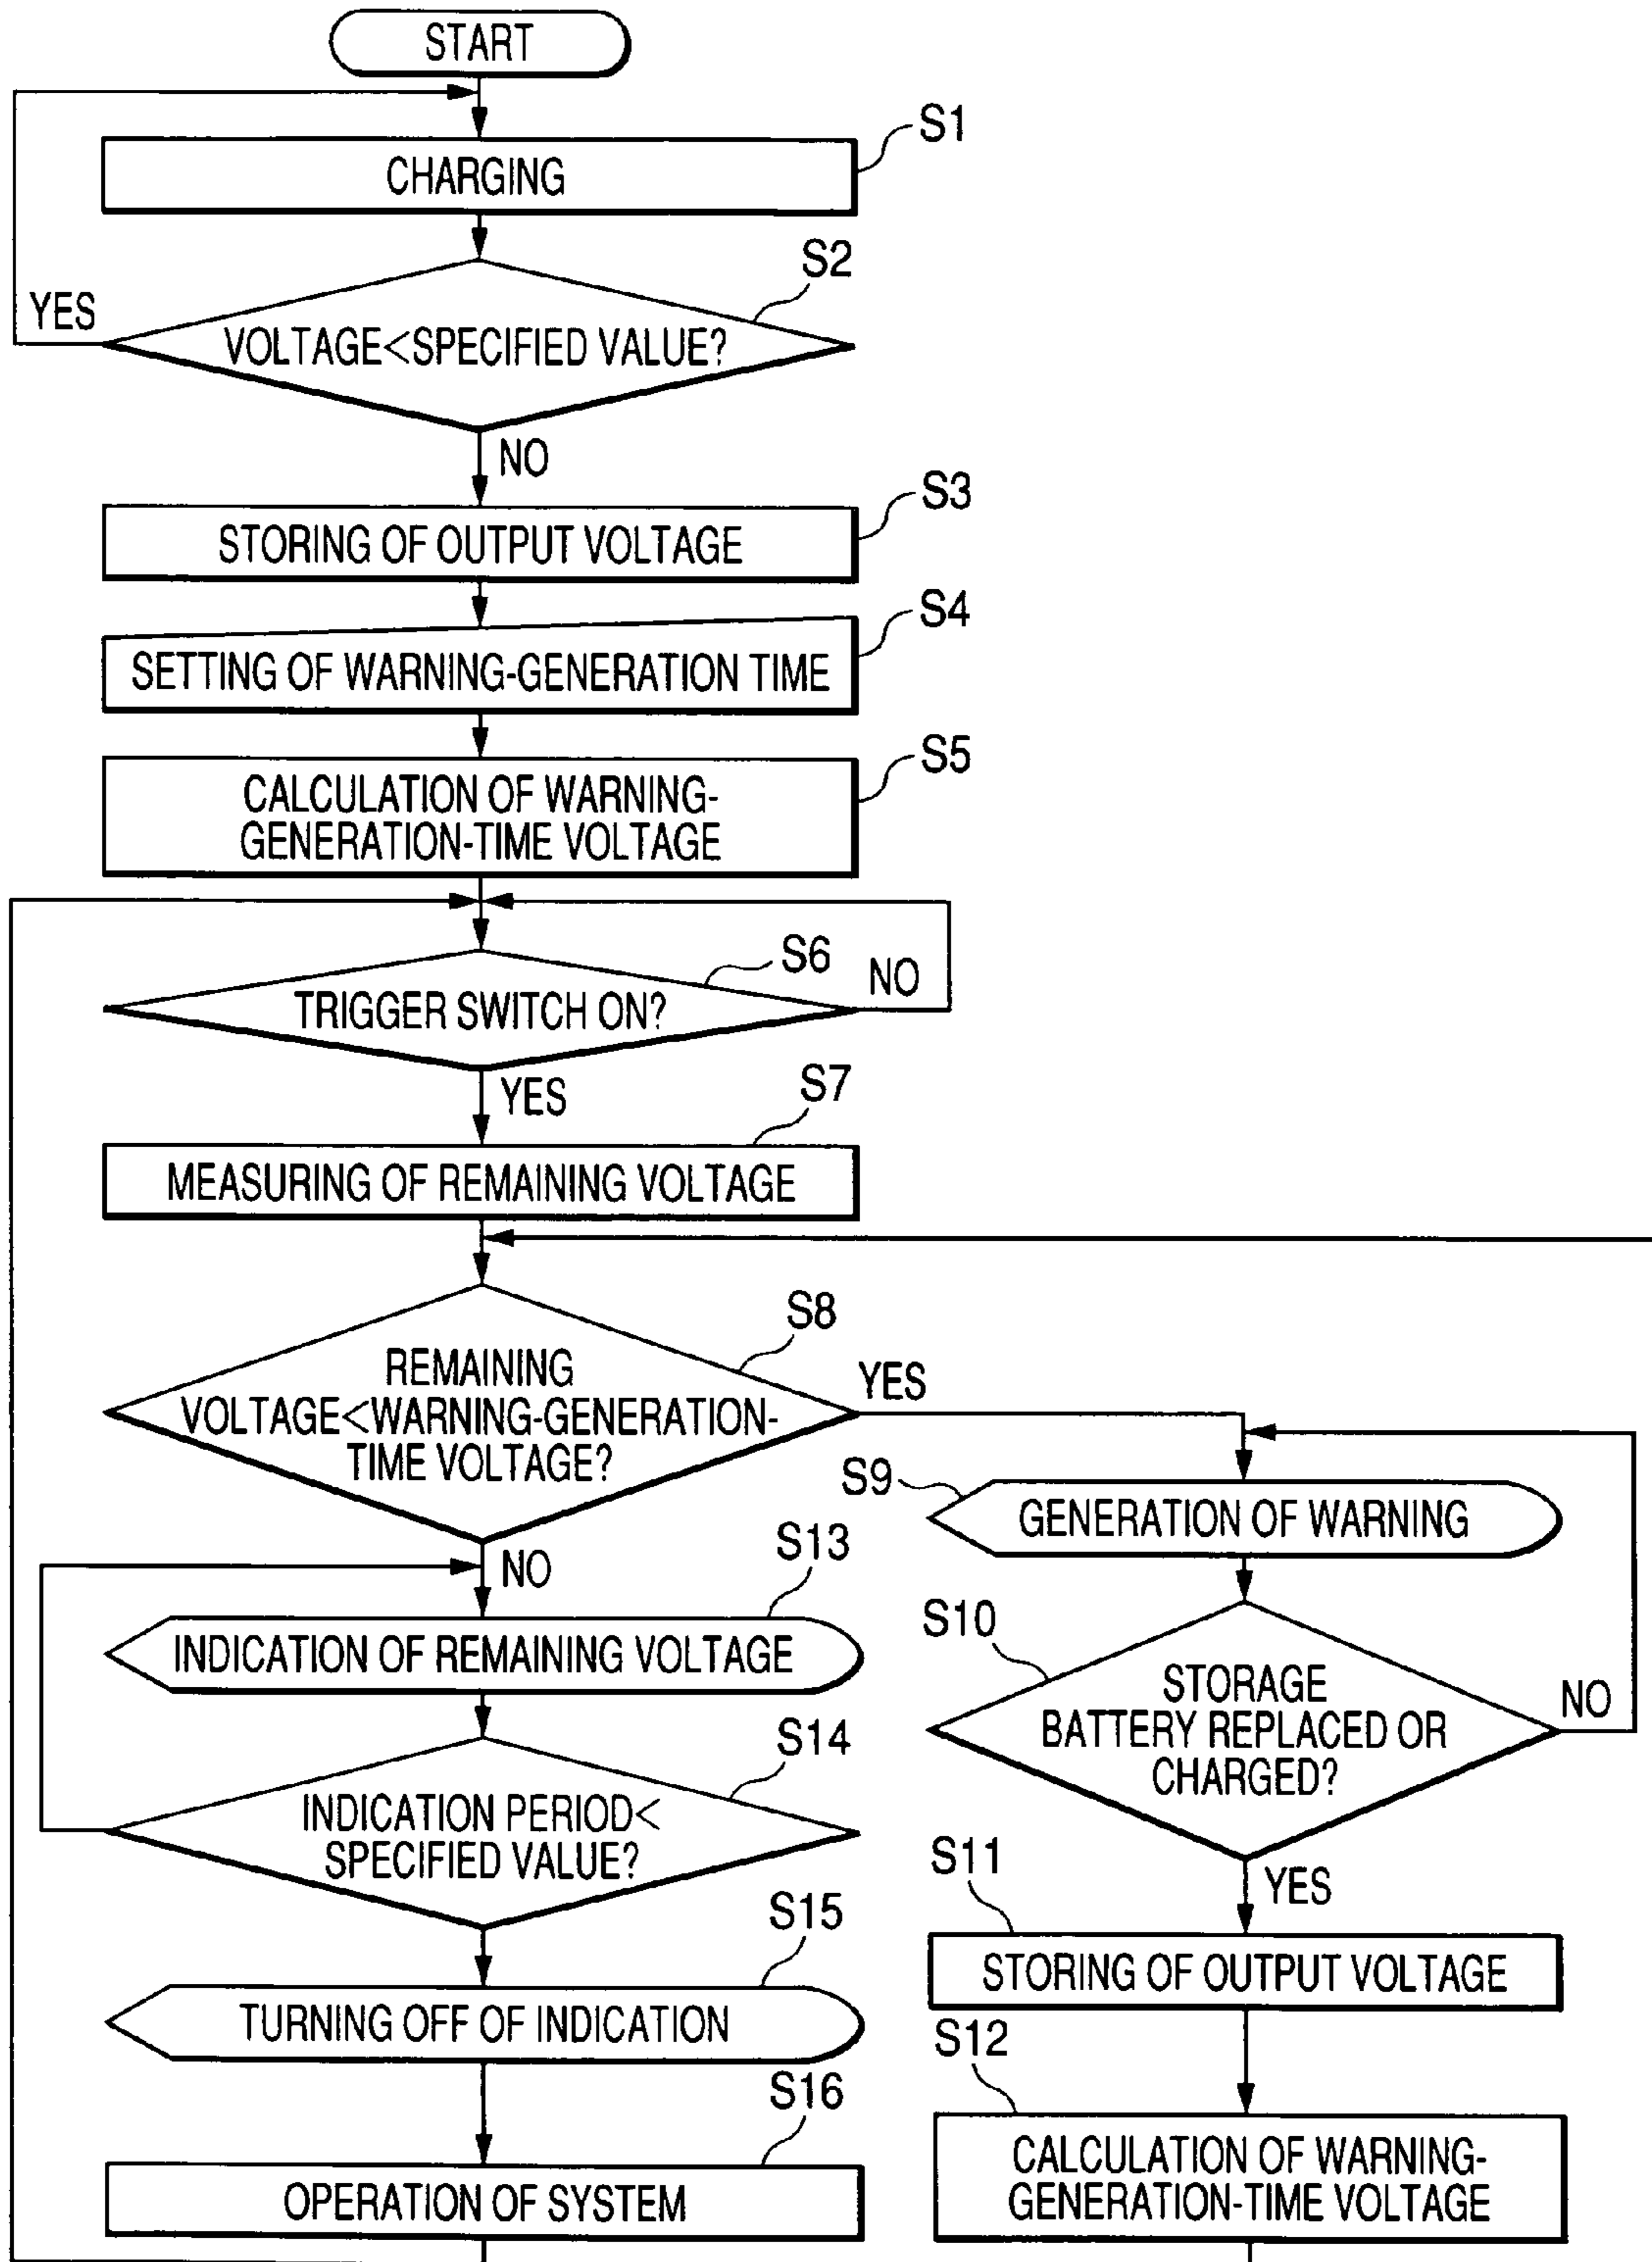 START
S1
CHARGING
S2
YES
VOLTAGE<SPECIFIED VALUE?
NO
S3
STORING OF OUTPUT VOLTAGE
S4
SETTING OF WARNING-GENERATION TIME
S5
CALCULATION OF WARNING-
GENERATION-TIME VOLTAGE
S6
NO
TRIGGER SWITCH ON?
YES
S7
MEASURING OF REMAINING VOLTAGE
S8
REMAINING
VOLTAGE<WARNING-GENERATION-
TIME VOLTAGE?
YES
NO
S9
GENERATION OF WARNING
S10
STORAGE
BATTERY REPLACED OR
CHARGED?
NO
YES
S11
STORING OF OUTPUT VOLTAGE
S12
CALCULATION OF WARNING-
GENERATION-TIME VOLTAGE
S13
INDICATION OF REMAINING VOLTAGE
S14
INDICATION PERIOD<
SPECIFIED VALUE?
S15
TURNING OFF OF INDICATION
S16
OPERATION OF SYSTEM